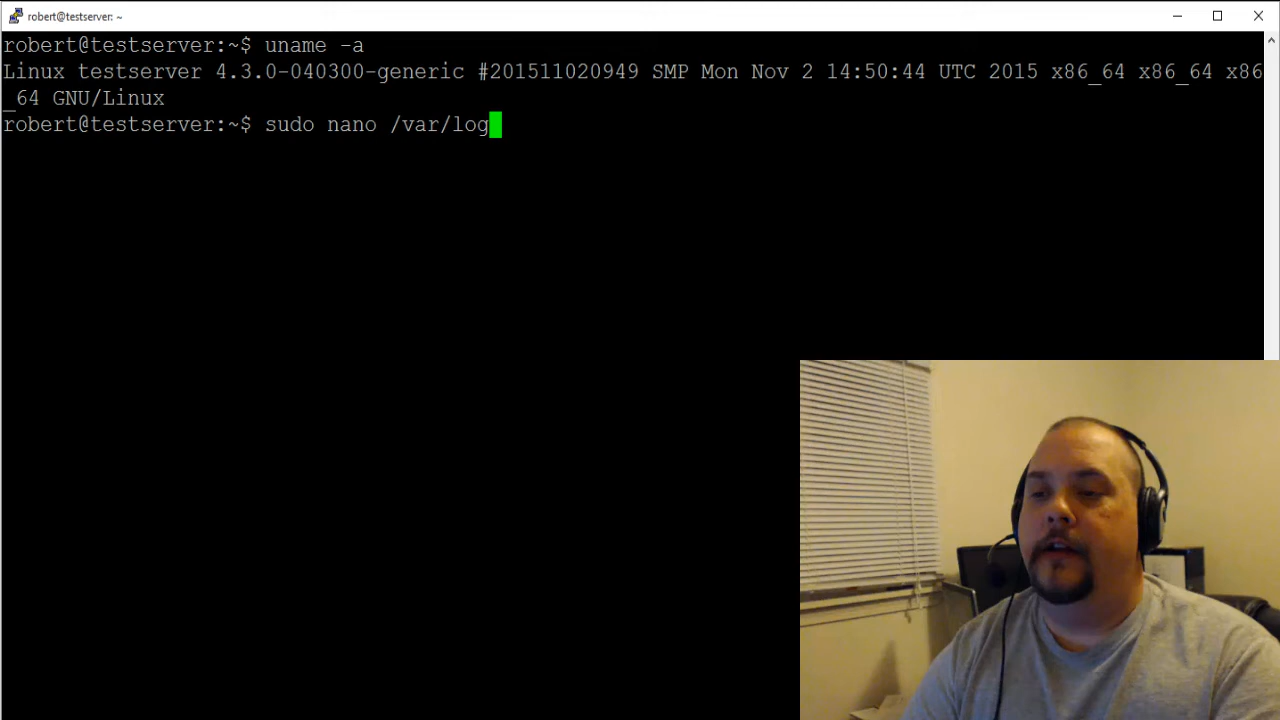 robert@testserver: ~
robert@testserver:~$ uname -a
Linux testserver 4.3.0-040300-generic #201511020949 SMP Mon Nov 2 14:50:44 UTC 2015 x86_64 x86_64 x86
_64 GNU/Linux
robert@testserver:~$ sudo nano /var/log